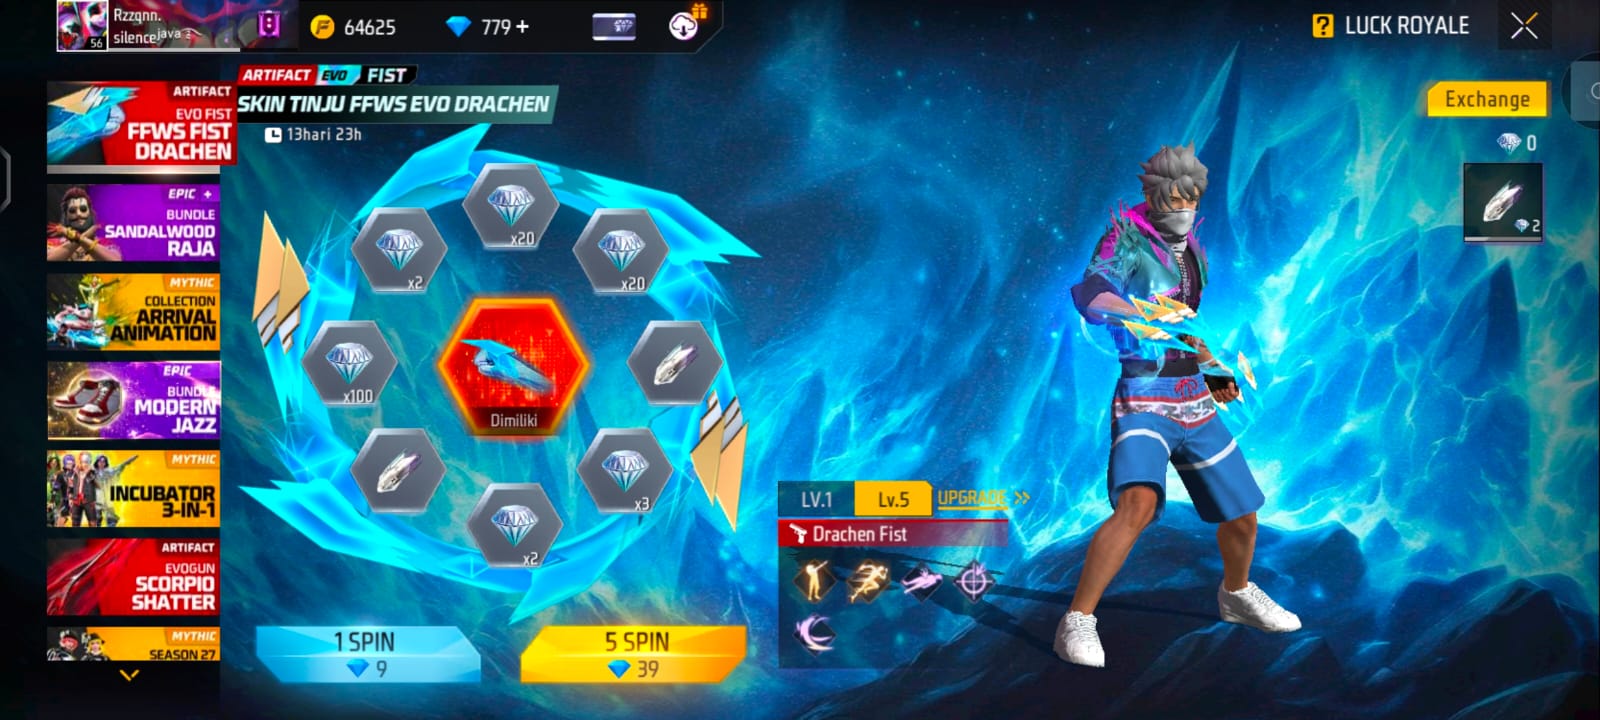 Rzzqnn.
silence java
56
64625
779 +
? LUCK ROYALE
ARTIFACT EVO FIST
SKIN TINJU FFWS EVO DRACHEN
13hari 23h
Exchange
0
2
ARTIFACT
EVO FIST
FFWS FIST
DRACHEN
EPIC +
BUNDLE
SANDALWOOD
RAJA
MYTHIC
COLLECTION
ARRIVAL
ANIMATION
EPIC
BUNDLE
MODERN
JAZZ
MYTHIC
INCUBATOR
3-IN-1
ARTIFACT
EVOGUN
SCORPIO
SHATTER
MYTHIC
SEASON 27
x20
x2
x20
x100
Dimiliki
x3
x2
1 SPIN
9
5 SPIN
39
LV.1
Lv.5
UPGRADE >>
Drachen Fist